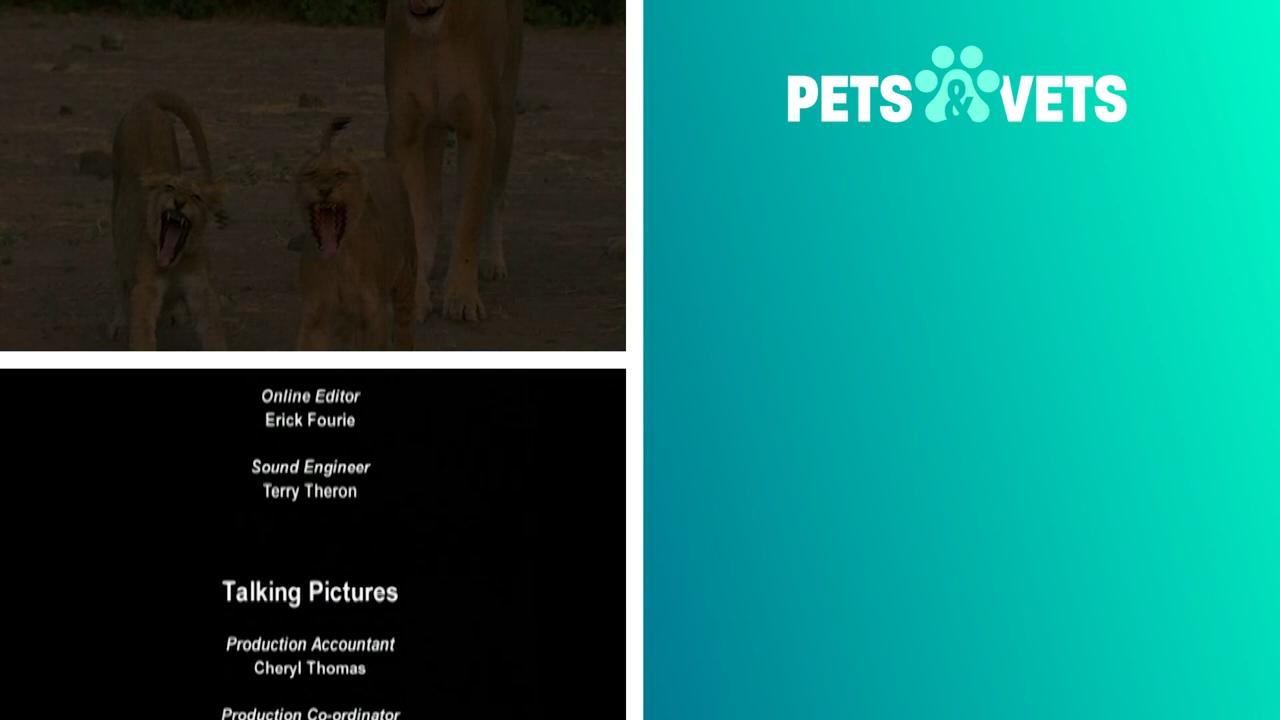 PETS & VETS
Online Editor
Erick Fourie
Sound Engineer
Terry Theron
Talking Pictures
Production Accountant
Cheryl Thomas
Production Co-ordinator